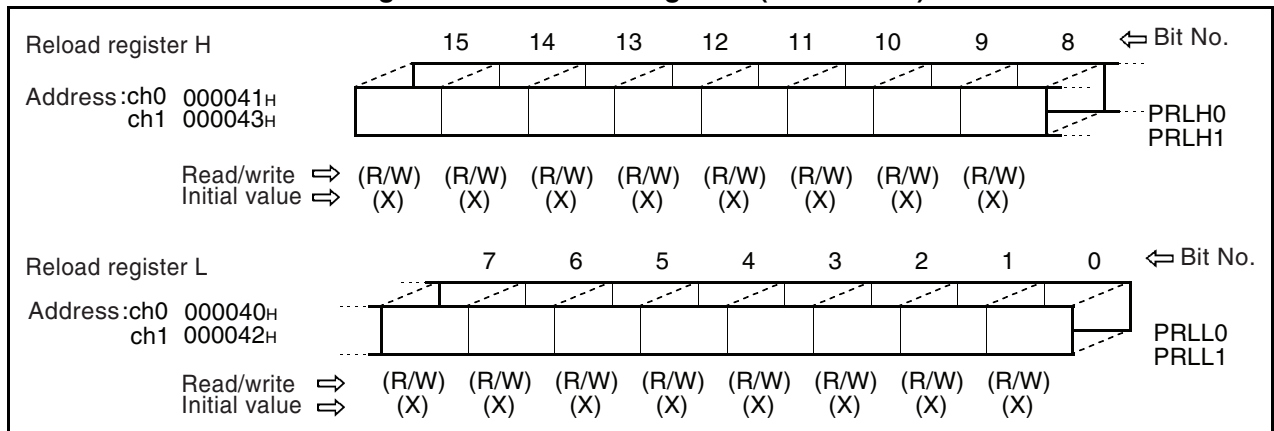 Reload register H 15 14 13 12 11 10 9 8 ⇦ Bit No.
Address :ch0 000041H
ch1 000043H
PRLH0
PRLH1
Read/write ⇨ (R/W) (R/W) (R/W) (R/W) (R/W) (R/W) (R/W) (R/W)
Initial value ⇨ (X) (X) (X) (X) (X) (X) (X) (X)
Reload register L 7 6 5 4 3 2 1 0 ⇦ Bit No.
Address :ch0 000040H
ch1 000042H
PRLL0
PRLL1
Read/write ⇨ (R/W) (R/W) (R/W) (R/W) (R/W) (R/W) (R/W) (R/W)
Initial value ⇨ (X) (X) (X) (X) (X) (X) (X) (X)